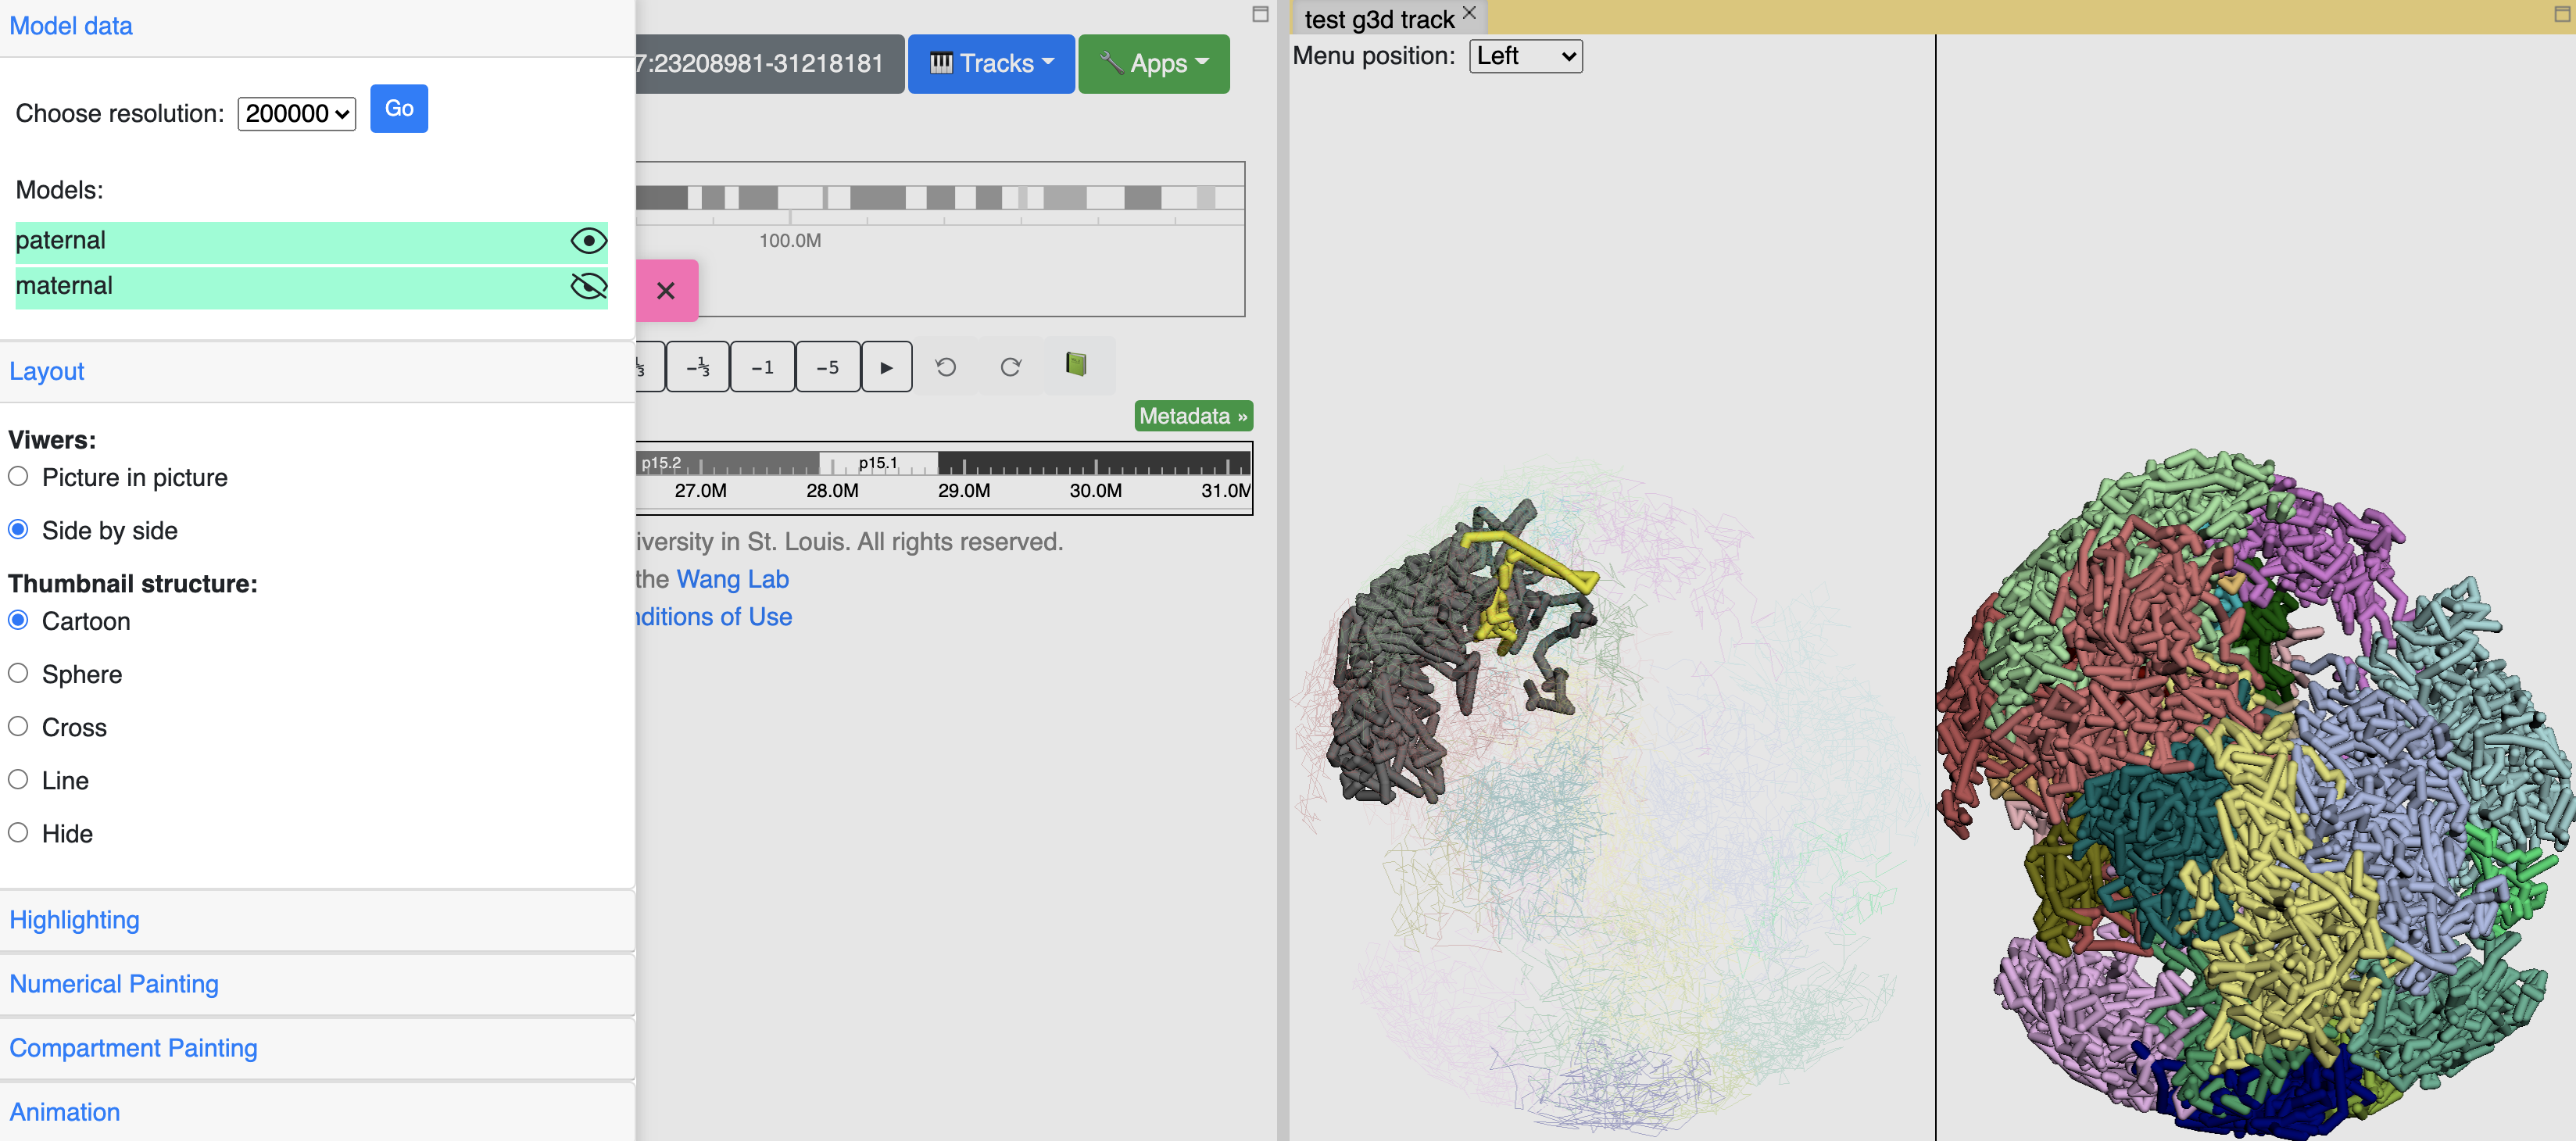 Model data
Choose resolution: 200000 Go
Models:
paternal
maternal
Layout
Viwers:
Picture in picture
Side by side
Thumbnail structure:
Cartoon
Sphere
Cross
Line
Hide
Highlighting
Numerical Painting
Compartment Painting
Animation
7:23208981-31218181 Tracks Apps
100.0M
×
⅓ -⅓ -1 -5 ▶
Metadata »
p15.2 p15.1
27.0M 28.0M 29.0M 30.0M 31.0M
iversity in St. Louis. All rights reserved.
the Wang Lab
nditions of Use
test g3d track ×
Menu position: Left